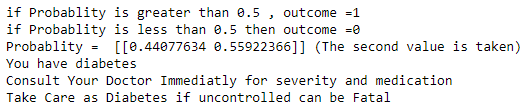 if Probablity is greater than 0.5 , outcome =1
if Probablity is less than 0.5 then outcome =0
Probablity =  [[0.44077634 0.55922366]] (The second value is taken)
You have diabetes
Consult Your Doctor Immediatly for severity and medication
Take Care as Diabetes if uncontrolled can be Fatal